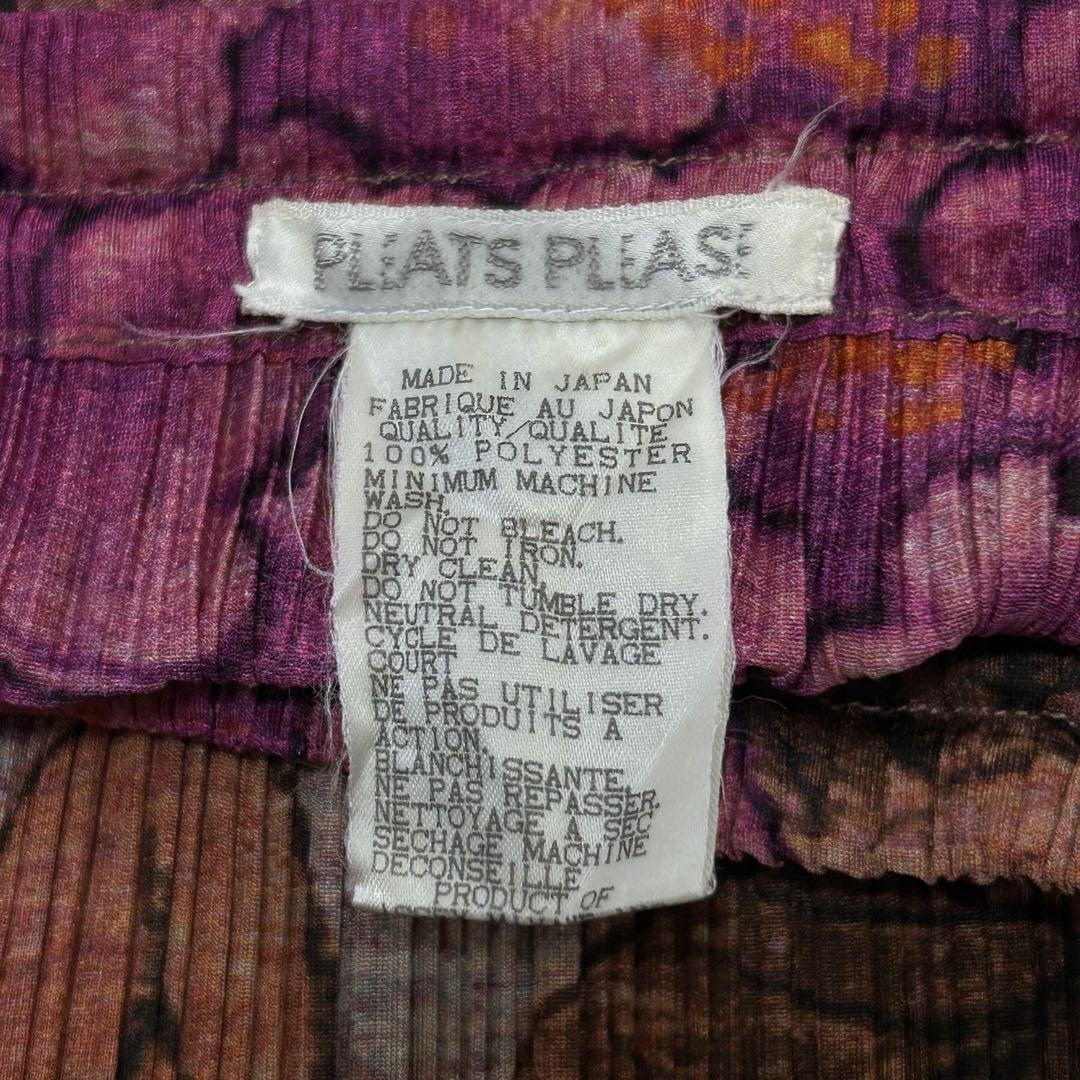 PLEATS PLEASE
MADE IN JAPAN
FABRIQUE AU JAPON
QUALITY/QUALITE
100% POLYESTER
MINIMUM MACHINE
WASH.
DO NOT BLEACH.
DO NOT IRON.
DRY CLEAN.
DO NOT TUMBLE DRY.
NEUTRAL DETERGENT.
CYCLE DE LAVAGE
COURT
NE PAS UTILISER
DE PRODUITS A
ACTION.
BLANCHISSANTE.
NE PAS REPASSER.
NETTOYAGE A SEC
SECHAGE MACHINE
DECONSEILLE
PRODUCT OF